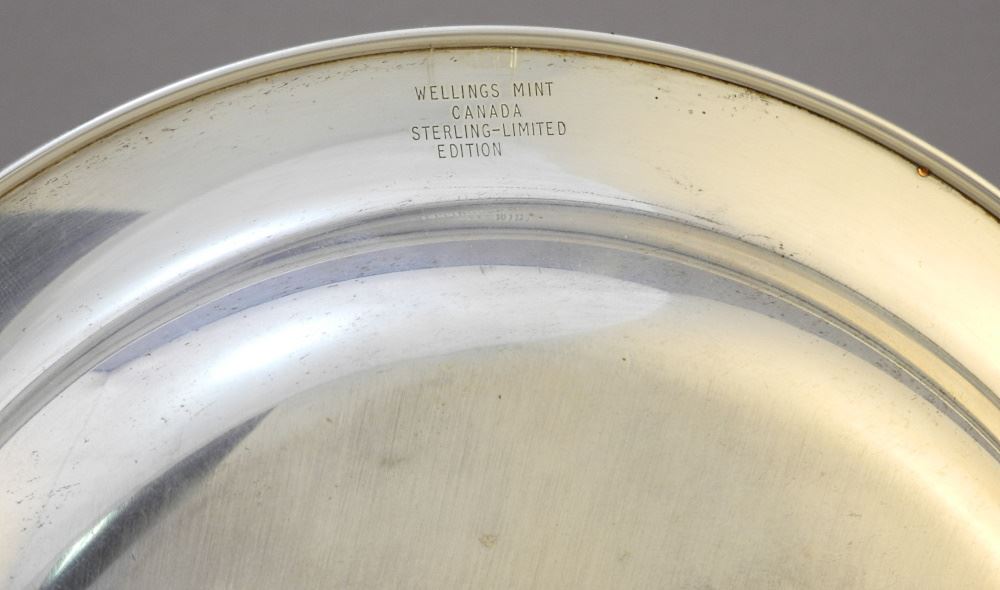 WELLINGS MINT
CANADA
STERLING-LIMITED
EDITION